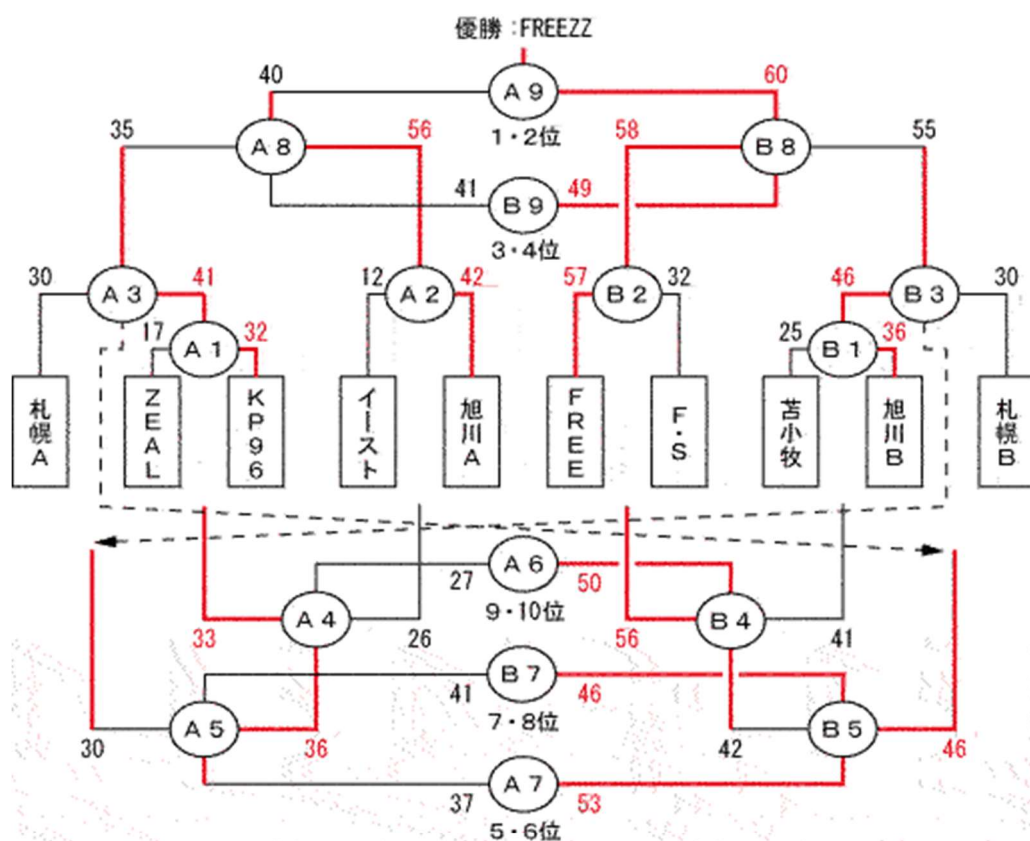 優勝：FREEZZ
40
A9
60
1・2位
35
A8
56
58
B8
55
41
B9
49
3・4位
30
A3
41
12
A2
42
57
B2
32
46
B3
30
17
A1
32
25
B1
36
札幌A
ZEAL
KP96
イースト
旭川A
FREE
F・S
苫小牧
旭川B
札幌B
27
A6
50
9・10位
33
A4
26
56
B4
41
41
B7
46
7・8位
30
A5
36
42
B5
46
37
A7
53
5・6位